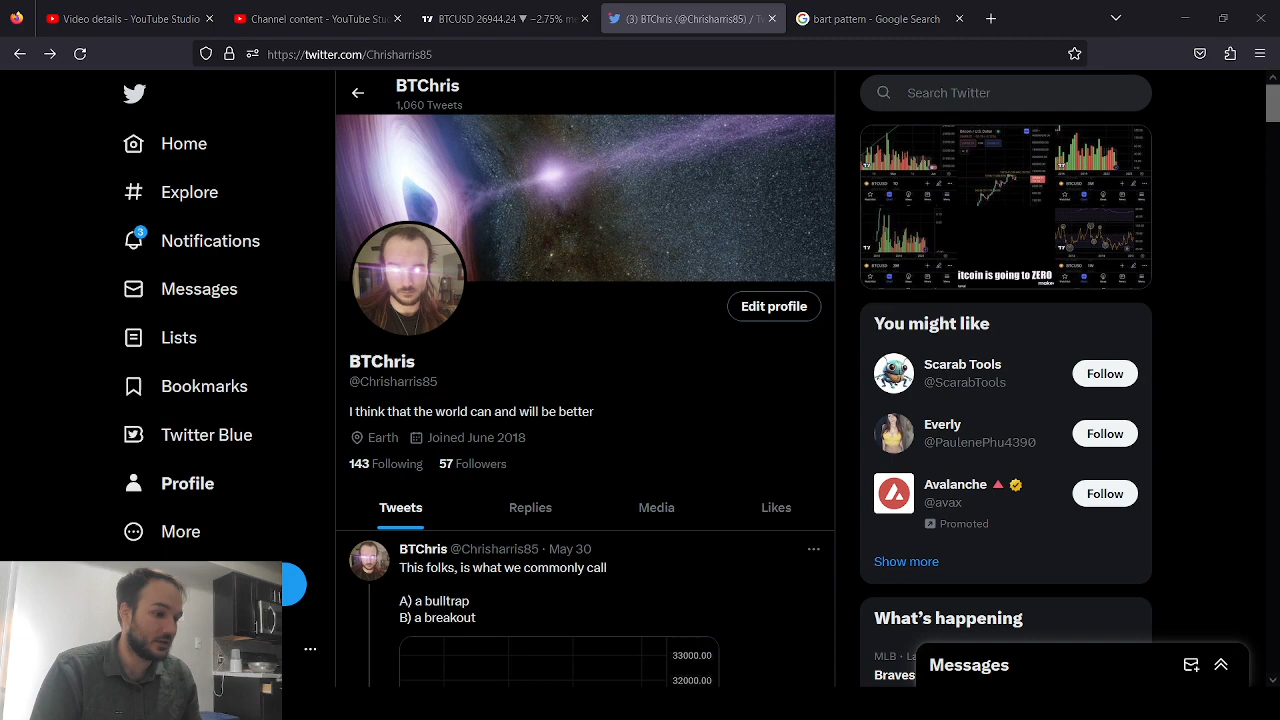 Video details - YouTube Studio
Channel content - YouTube Stu
BTCUSD 26944.24 ▼ −2.75%
(3) BTChris (@Chrisharris85) / Tw
bart pattern - Google Search
https://twitter.com/Chrisharris85
BTChris
1,060 Tweets
Search Twitter
Home
Explore
3
Notifications
Messages
Lists
Bookmarks
Twitter Blue
Profile
More
Edit profile
BTChris
@Chrisharris85
I think that the world can and will be better
Earth Joined June 2018
143 Following 57 Followers
Tweets Replies Media Likes
BTChris @Chrisharris85 · May 30
This folks, is what we commonly call
A) a bulltrap
B) a breakout
33000.00
32000.00
itcoin is going to ZERO
You might like
Scarab Tools
@ScarabTools
Follow
Everly
@PaulenePhu4390
Follow
Avalanche
@avax
Follow
Promoted
Show more
What's happening
MLB · La
Braves
Messages